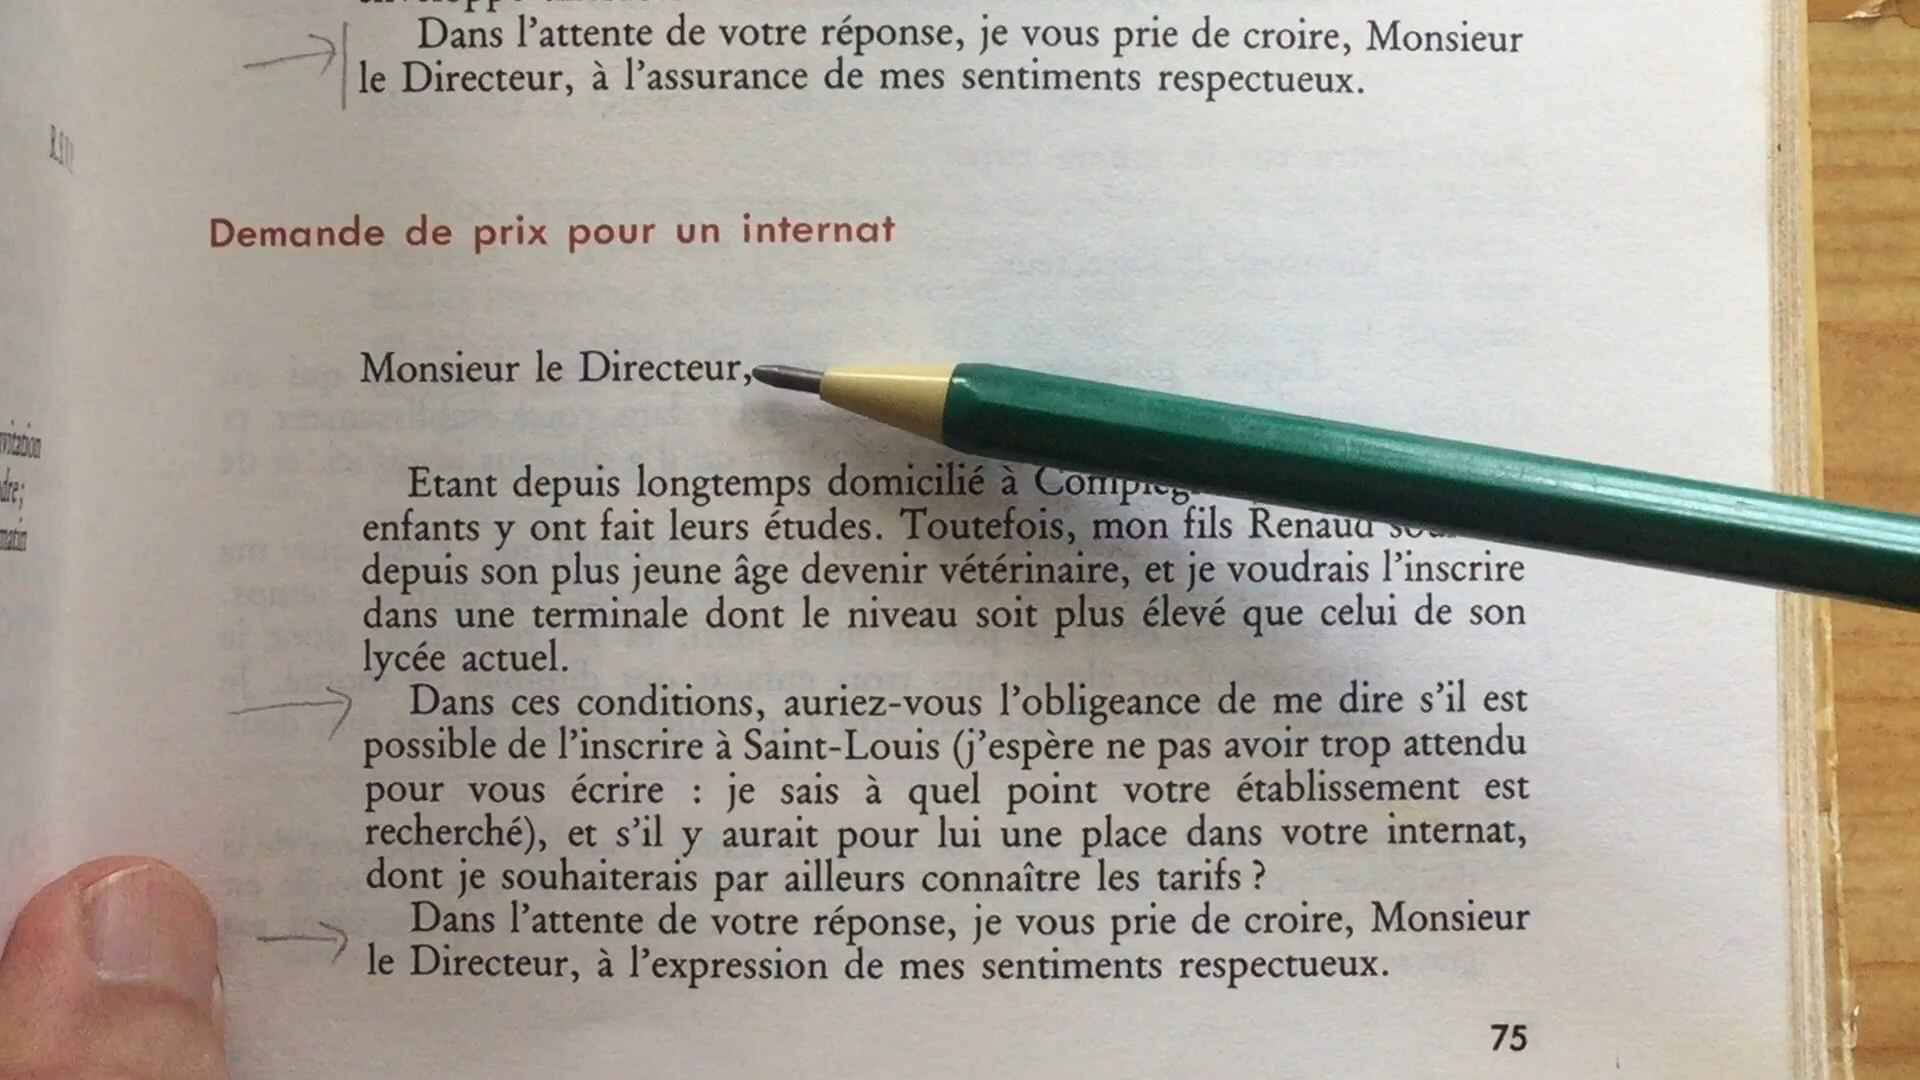 Dans l'attente de votre réponse, je vous prie de croire, Monsieur
le Directeur, à l'assurance de mes sentiments respectueux.
Demande de prix pour un internat
Monsieur le Directeur,
Etant depuis longtemps domicilié à
enfants y ont fait leurs études. Toutefois, mon fils Renaud
depuis son plus jeune âge devenir vétérinaire, et je voudrais l'inscrire
dans une terminale dont le niveau soit plus élevé que celui de son
lycée actuel.
Dans ces conditions, auriez-vous l'obligeance de me dire s'il est
possible de l'inscrire à Saint-Louis (j'espère ne pas avoir trop attendu
pour vous écrire : je sais à quel point votre établissement est
recherché), et s'il y aurait pour lui une place dans votre internat,
dont je souhaiterais par ailleurs connaître les tarifs ?
Dans l'attente de votre réponse, je vous prie de croire, Monsieur
le Directeur, à l'expression de mes sentiments respectueux.
75